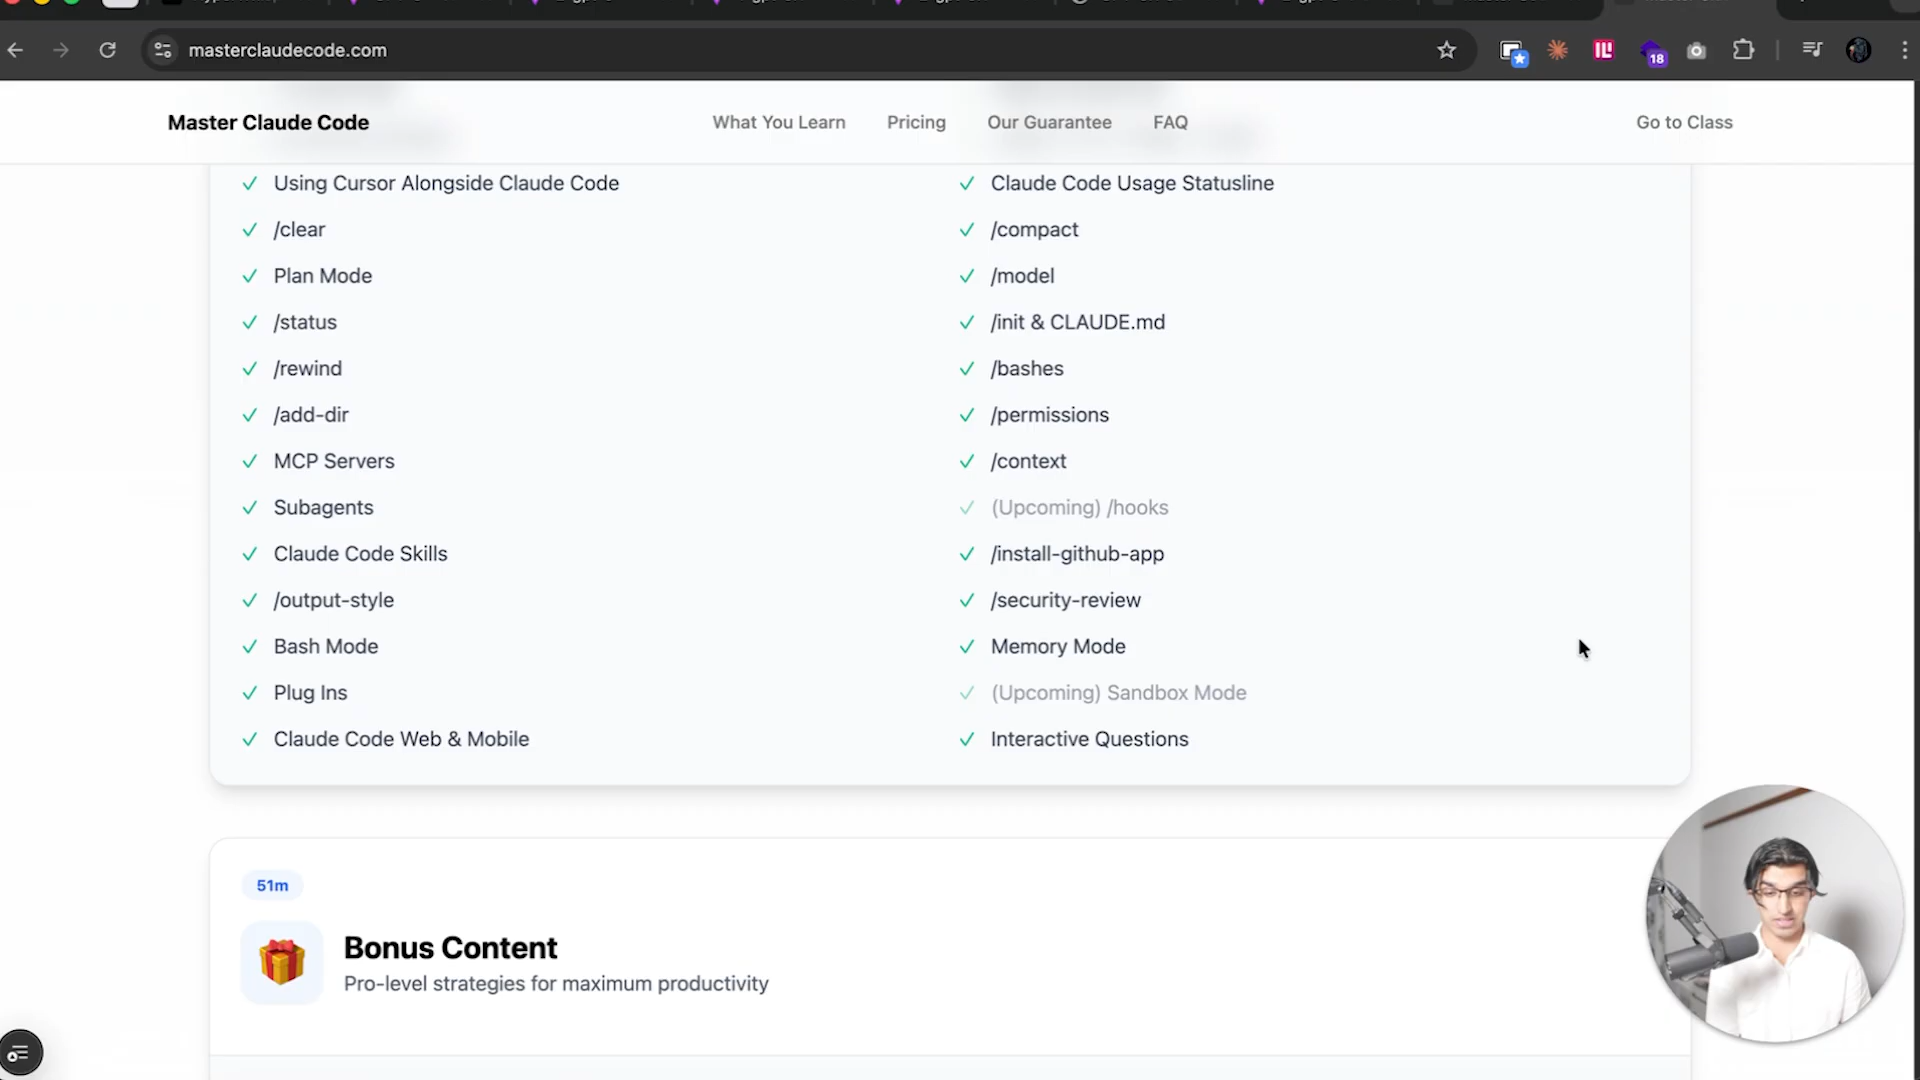 masterclaudecode.com
18
Master Claude Code
What You Learn
Pricing
Our Guarantee
FAQ
Go to Class
Using Cursor Alongside Claude Code
Claude Code Usage Statusline
/clear
/compact
Plan Mode
/model
/status
/init & CLAUDE.md
/rewind
/bashes
/add-dir
/permissions
MCP Servers
/context
Subagents
(Upcoming) /hooks
Claude Code Skills
/install-github-app
/output-style
/security-review
Bash Mode
Memory Mode
Plug Ins
(Upcoming) Sandbox Mode
Claude Code Web & Mobile
Interactive Questions
51m
Bonus Content
Pro-level strategies for maximum productivity